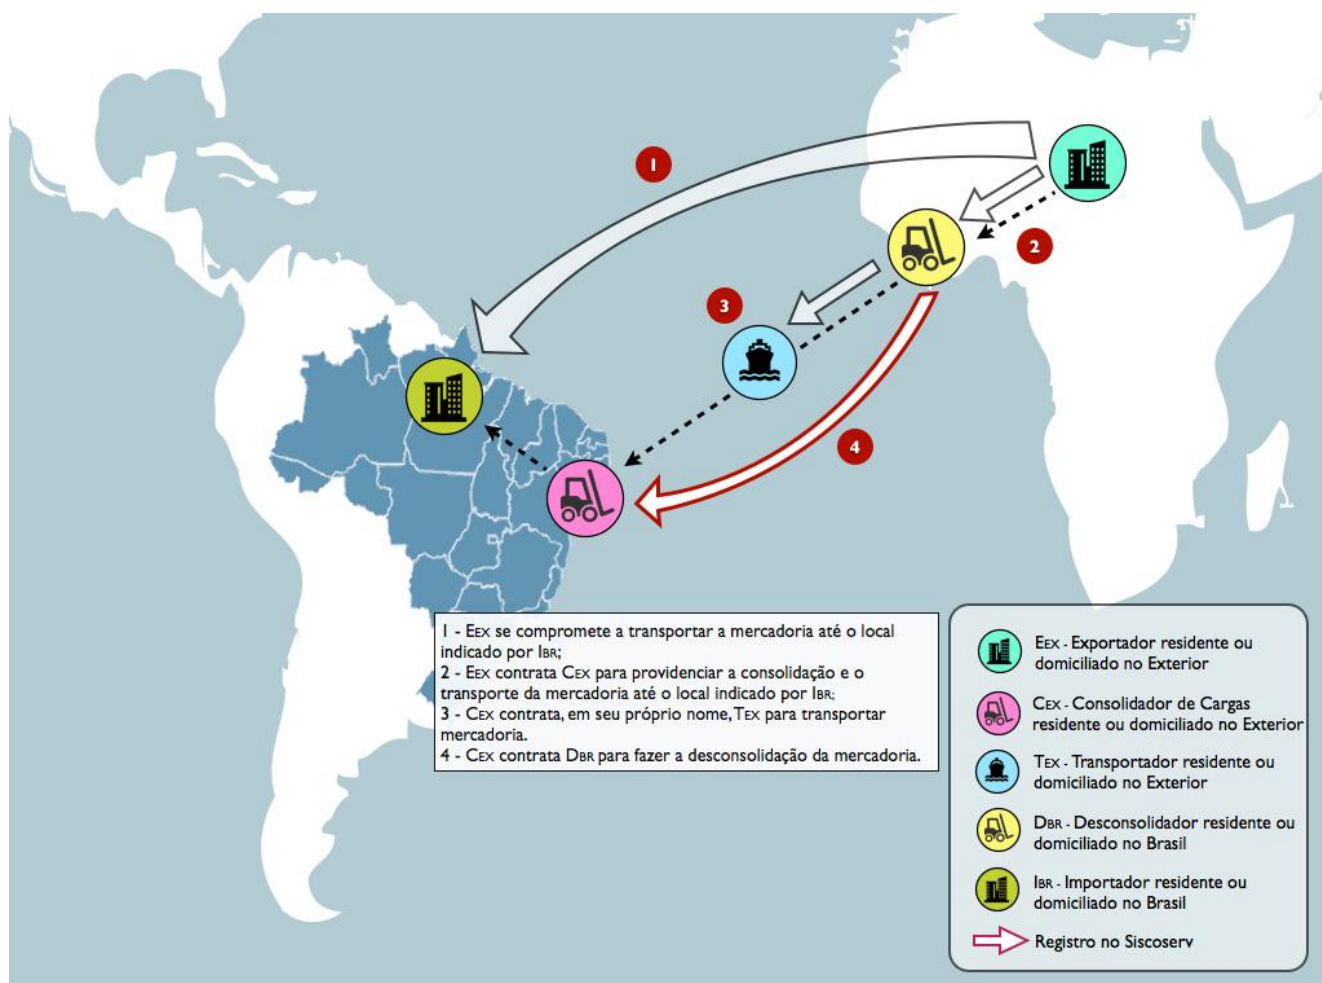 1
2
3
4
1 - EEX se compromete a transportar a mercadoria até o local
indicado por IBR;
2 - EEX contrata CEX para providenciar a consolidação e o
transporte da mercadoria até o local indicado por IBR;
3 - CEX contrata, em seu próprio nome, TEX para transportar
mercadoria.
4 - CEX contrata DBR para fazer a desconsolidação da mercadoria.
EEX - Exportador residente ou
domiciliado no Exterior
CEX - Consolidador de Cargas
residente ou domiciliado no Exterior
TEX - Transportador residente ou
domiciliado no Exterior
DBR - Desconsolidador residente ou
domiciliado no Brasil
IBR - Importador residente ou
domiciliado no Brasil
Registro no Siscoserv